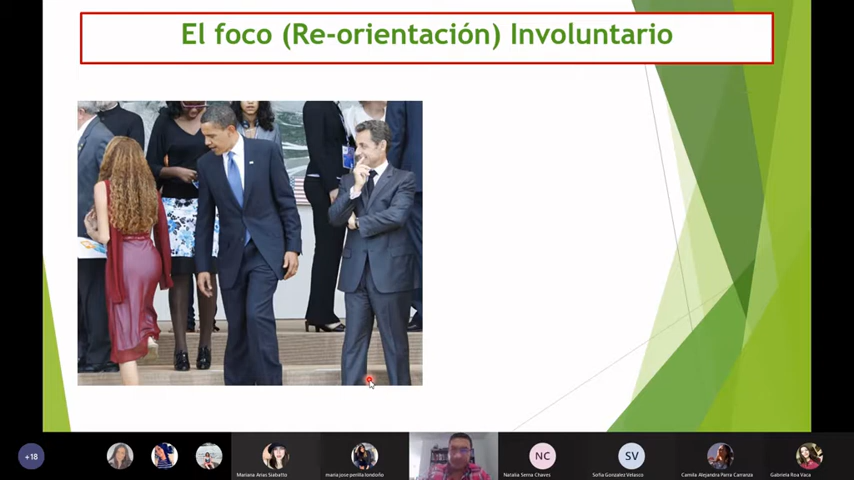 El foco (Re-orientación) Involuntario
+18
Mariana Arias Siabatto
maria jose perilla londoño
NC
Natalia Serna Chaves
SV
Sofia Gonzalez Velasco
Camila Alejandra Parra Carranza
Gabriela Roa Vaca